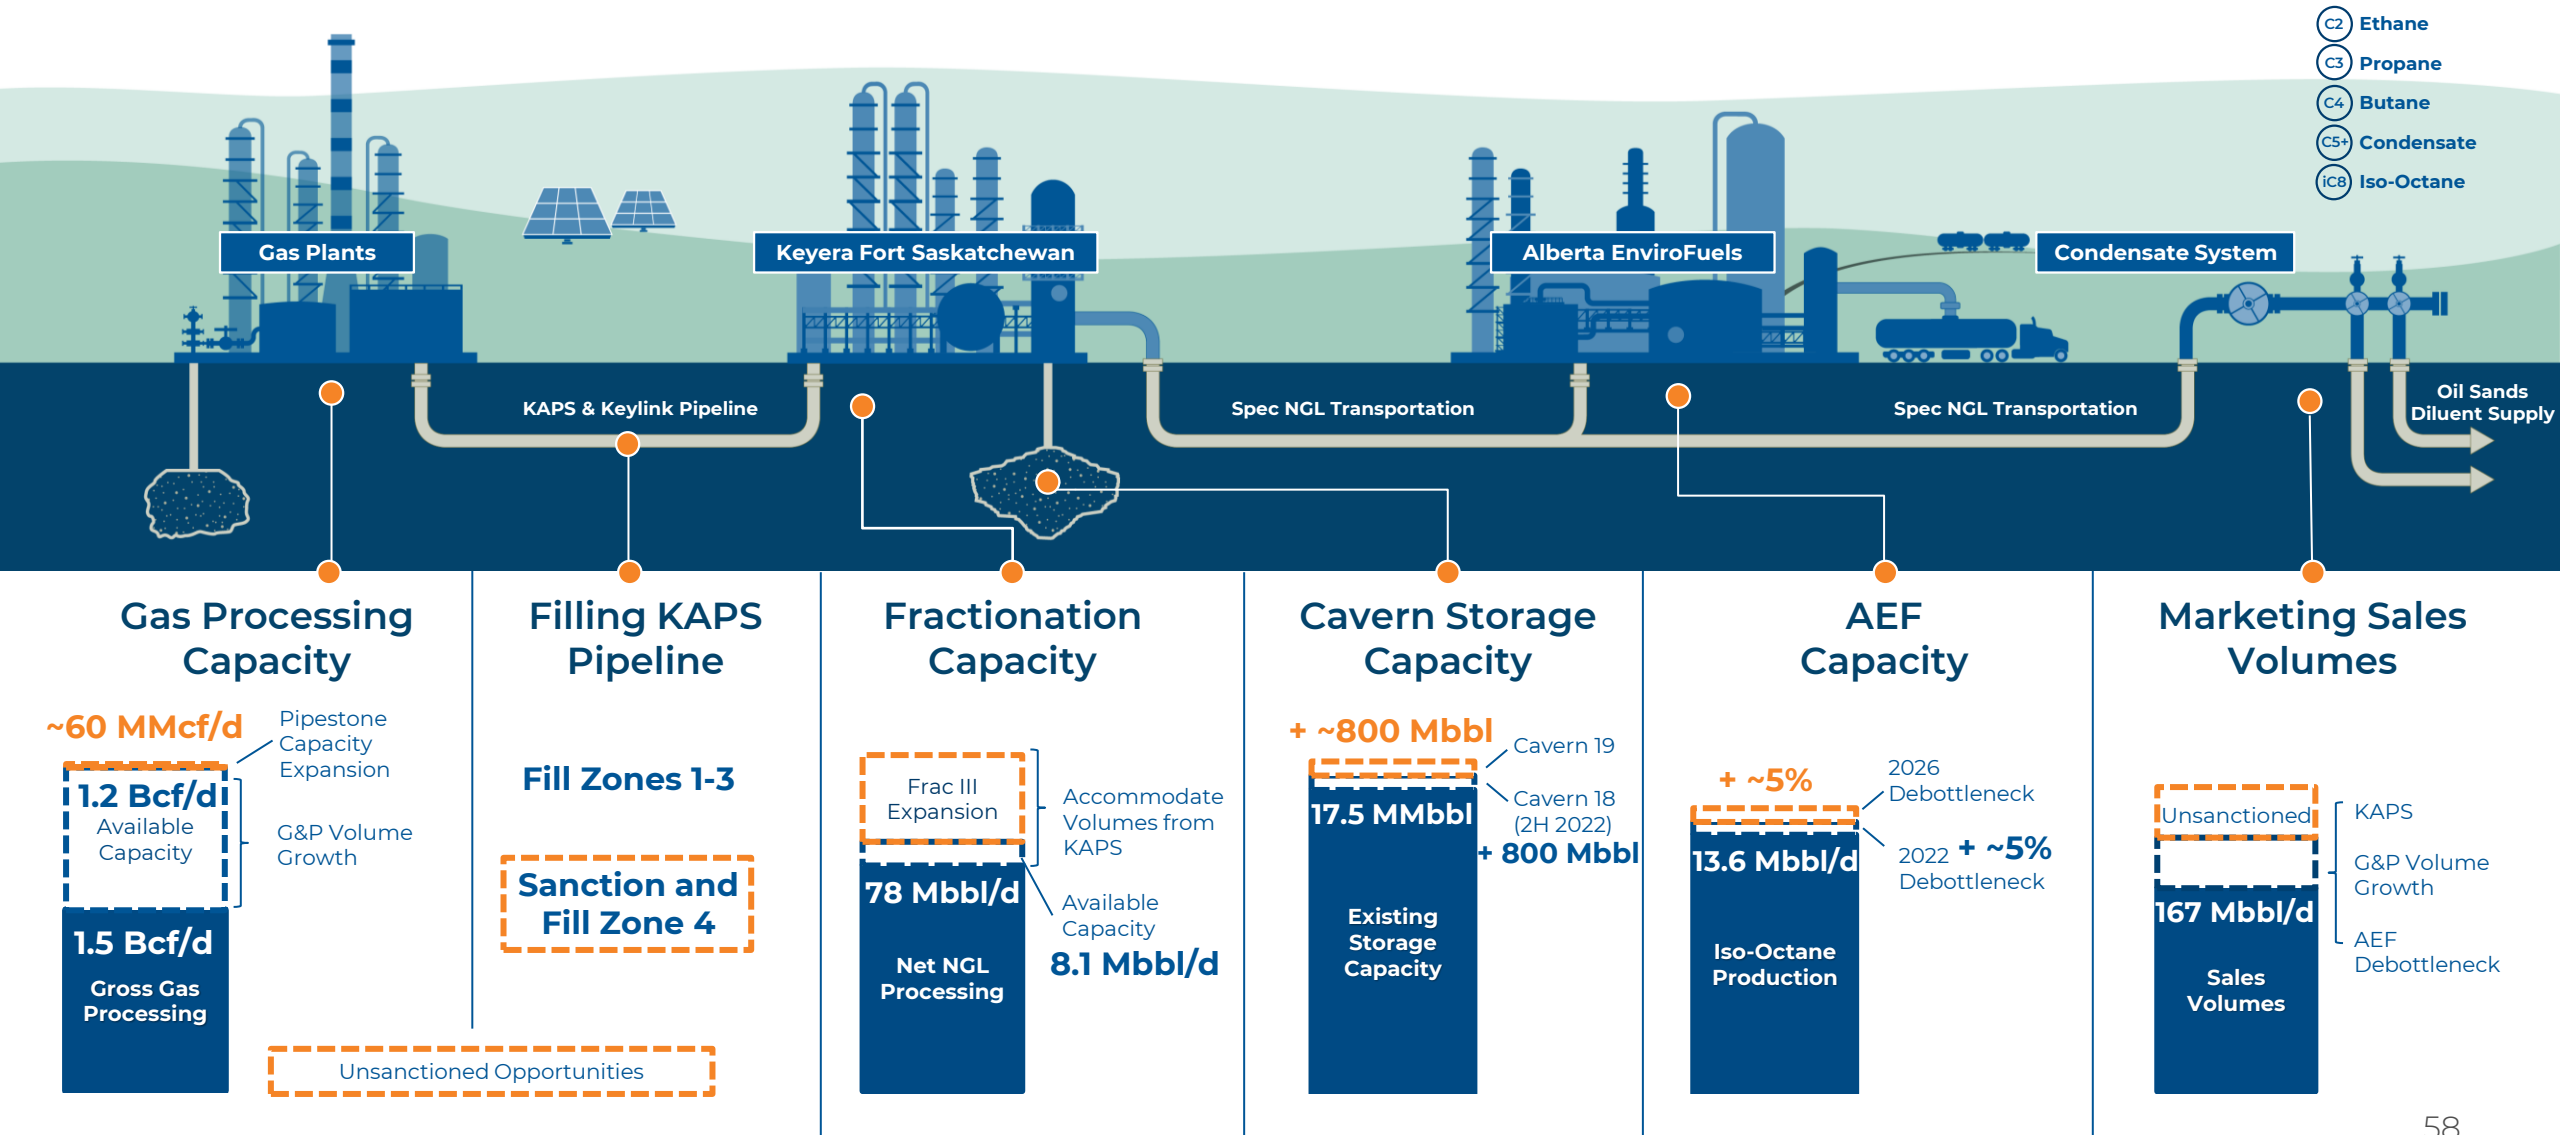 C2 Ethane
C3 Propane
C4 Butane
C5+ Condensate
iC8 Iso-Octane
Gas Plants
Keyera Fort Saskatchewan
Alberta EnviroFuels
Condensate System
KAPS & Keylink Pipeline
Spec NGL Transportation
Spec NGL Transportation
Oil Sands
Diluent Supply
Gas Processing
Capacity
~60 MMcf/d
Pipestone
Capacity
Expansion
1.2 Bcf/d
Available
Capacity
G&P Volume
Growth
1.5 Bcf/d
Gross Gas
Processing
Filling KAPS
Pipeline
Fill Zones 1-3
Sanction and
Fill Zone 4
Unsanctioned Opportunities
Fractionation
Capacity
Frac III
Expansion
Accommodate
Volumes from
KAPS
78 Mbbl/d
Available
Capacity
8.1 Mbbl/d
Net NGL
Processing
Cavern Storage
Capacity
+ ~800 Mbbl
Cavern 19
Cavern 18
(2H 2022)
+ 800 Mbbl
17.5 MMbbl
Existing
Storage
Capacity
AEF
Capacity
+ ~5%
2026
Debottleneck
2022 + ~5%
Debottleneck
13.6 Mbbl/d
Iso-Octane
Production
Marketing Sales
Volumes
Unsanctioned
KAPS
G&P Volume
Growth
AEF
Debottleneck
167 Mbbl/d
Sales
Volumes
58